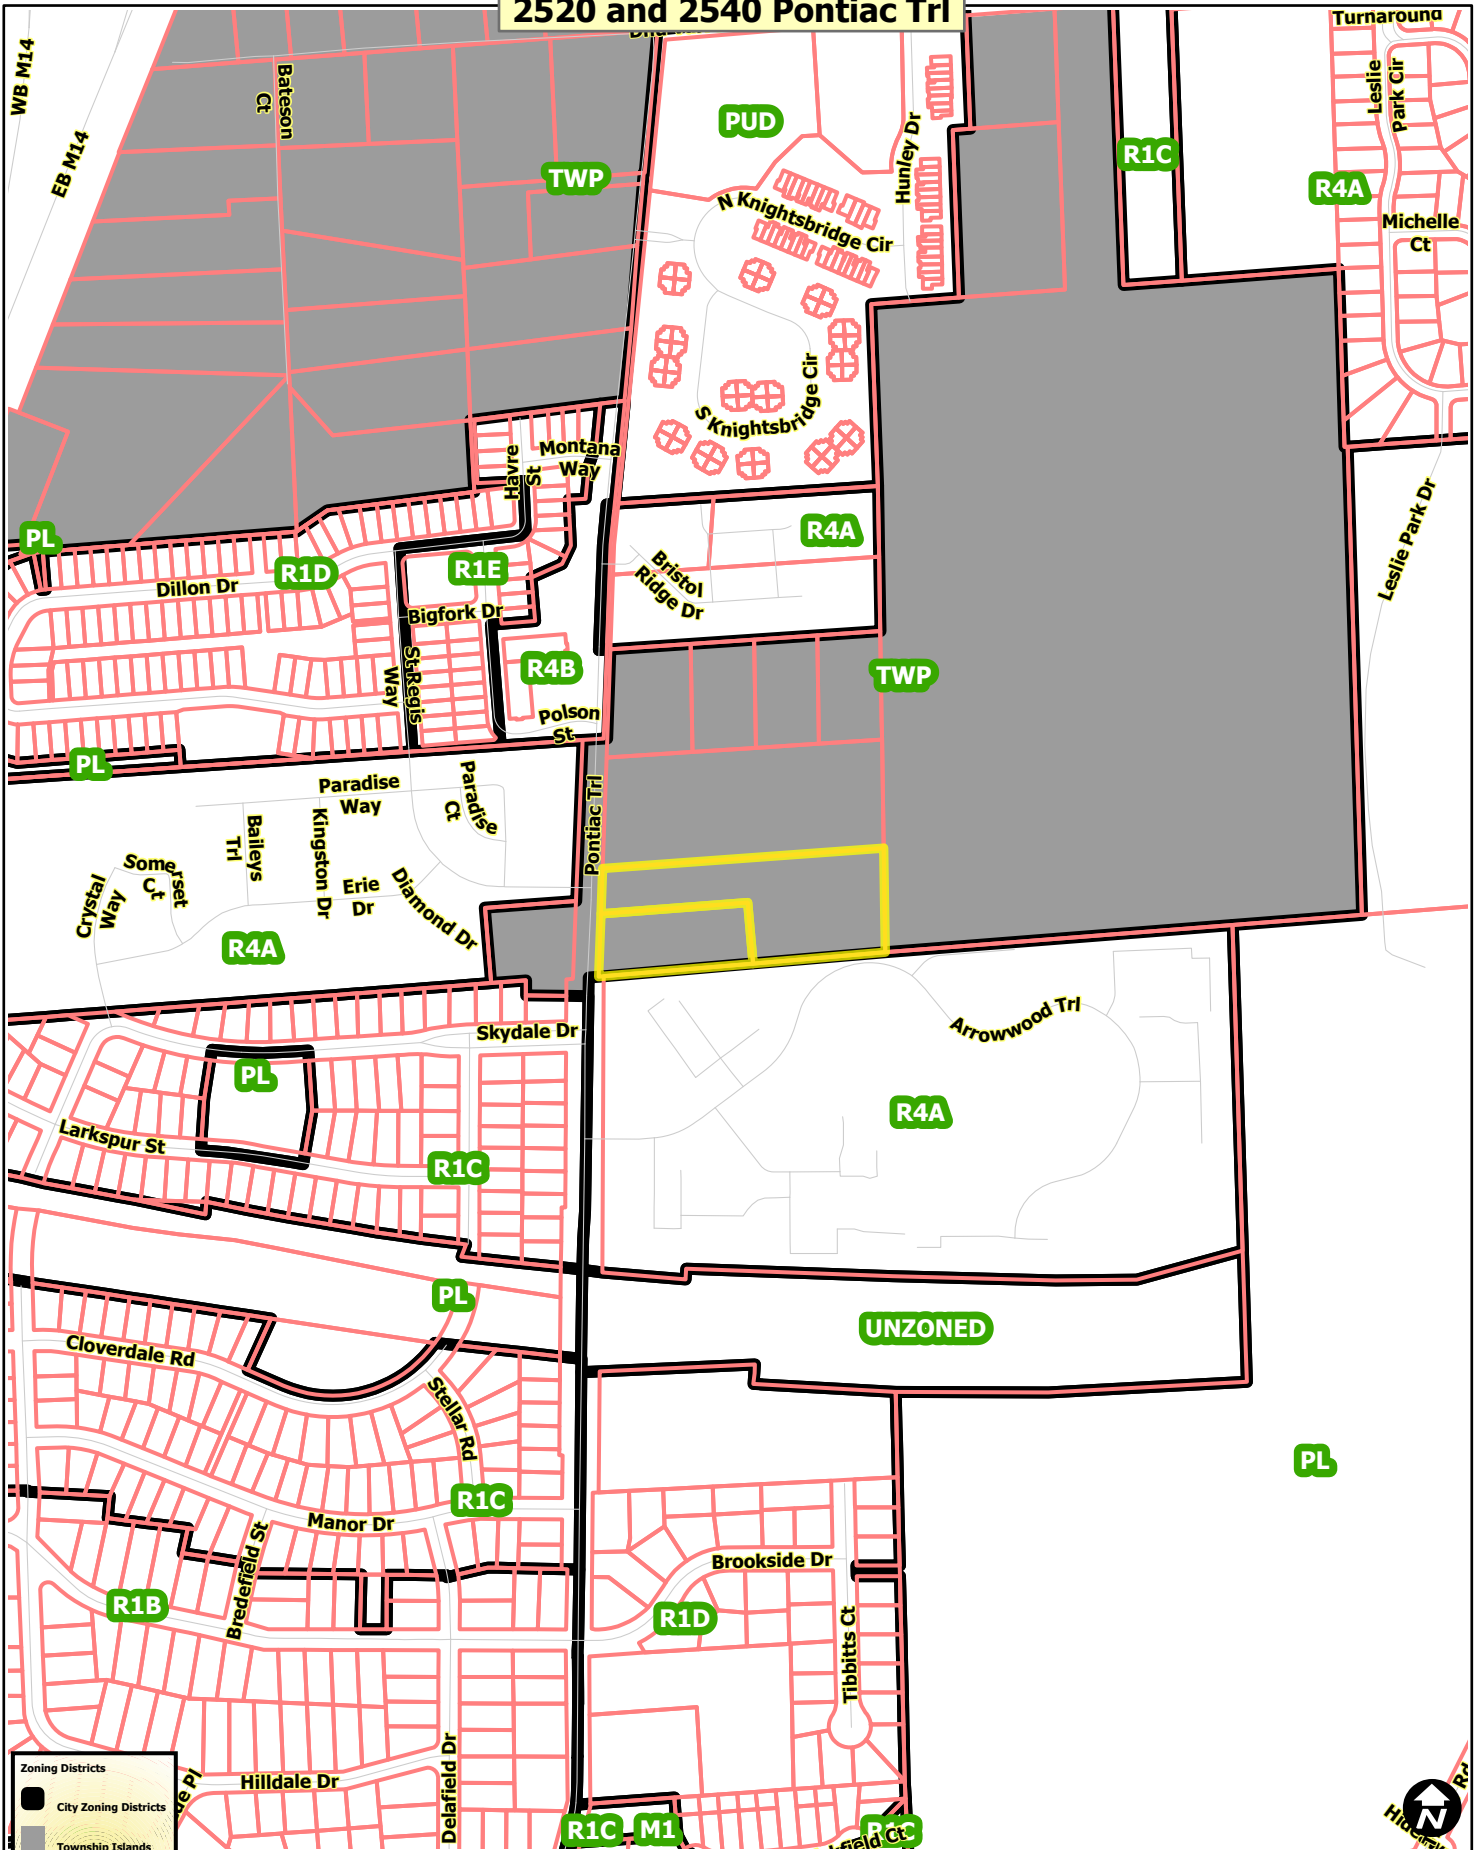 2520 and 2540 Pontiac Trl
WB M14
EB M14
Bateson
Ct
TWP
PUD
Hunley Dr
N Knightsbridge Cir
S Knightsbridge Cir
R1C
R4A
Turnaround
Leslie
Park Cir
Michelle
Ct
Leslie Park Dr
Havre
St
Montana
Way
PL
R1D
Dillon Dr
R1E
Bigfork Dr
St Regis
Way
R4B
Polson
St
R4A
Bristol
Ridge Dr
TWP
PL
Paradise
Way
Paradise
Ct
Pontiac Trl
Baileys
Trl
Kingston Dr
Somerset
Ct
Erie
Dr
Diamond Dr
Crystal
Way
R4A
Arrowwood Trl
Skydale Dr
PL
R4A
Larkspur St
R1C
PL
UNZONED
Cloverdale Rd
Stellar Rd
PL
R1C
Manor Dr
Bredefield St
Brookside Dr
R1B
R1D
Tibbitts Ct
Delafield Dr
Hilldale Dr
Zoning Districts
City Zoning Districts
Township Islands
R1C
M1
R1C
Rd
N